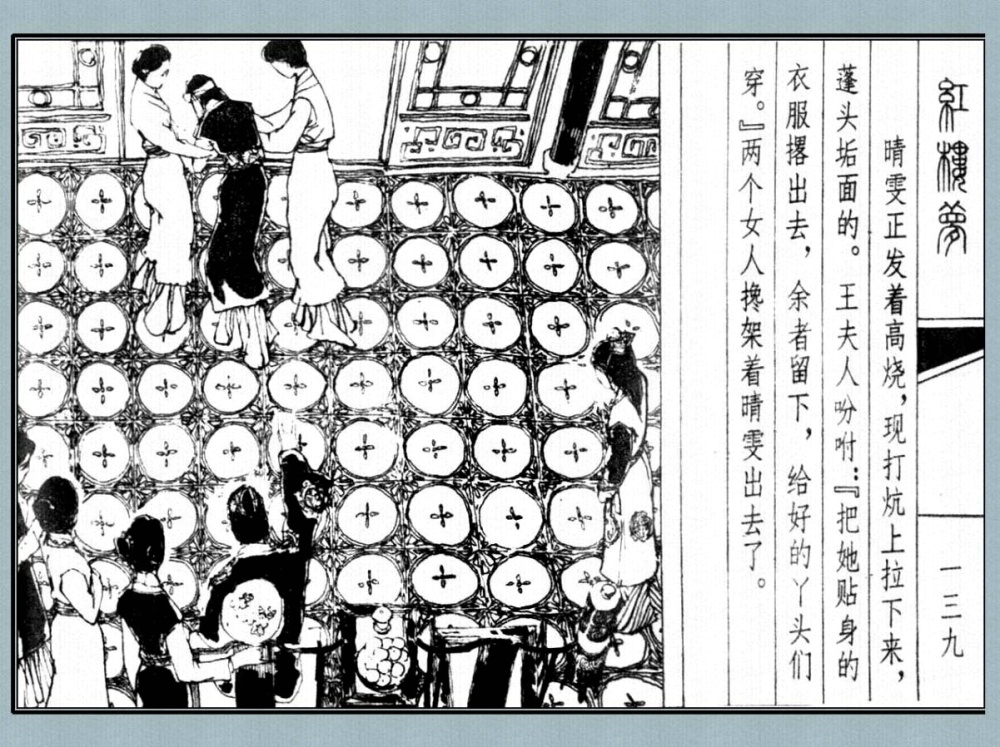 紅樓夢
一三九
晴雯正发着高烧，现打炕上拉下来，
蓬头垢面的。王夫人吩咐：『把她贴身的
衣服撂出去，余者留下，给好的丫头们
穿。』两个女人搀架着晴雯出去了。